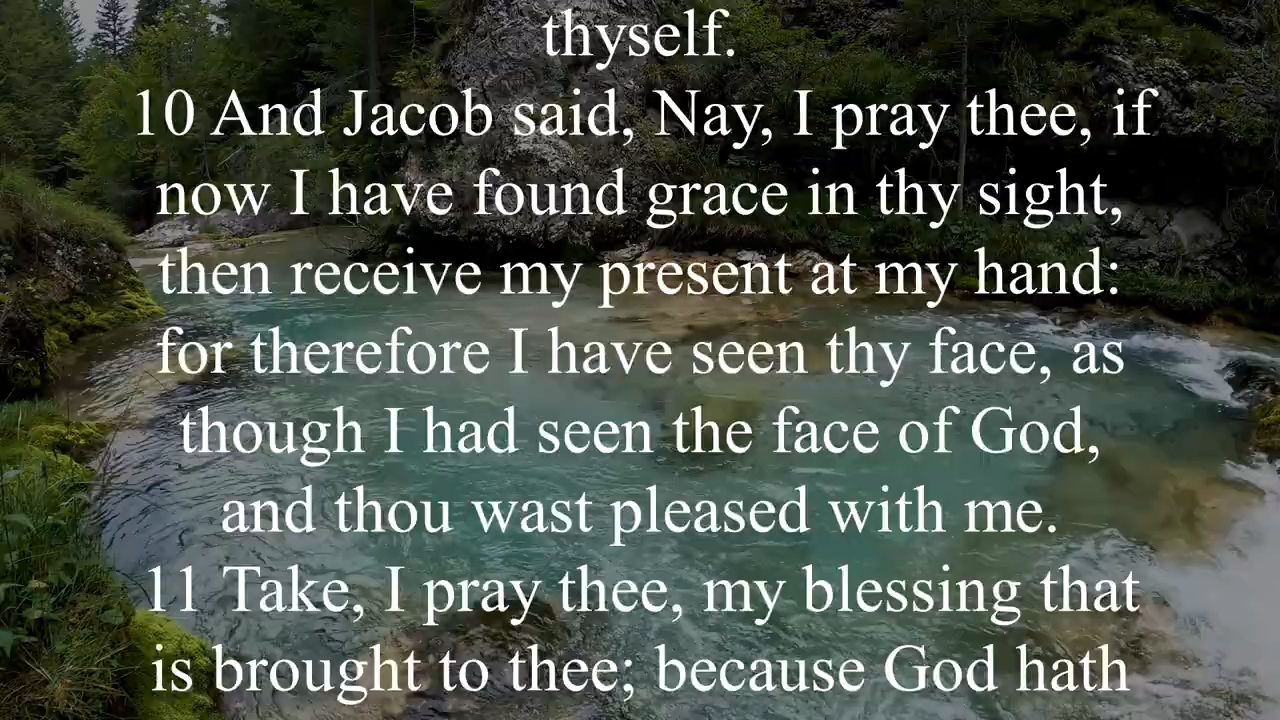 thyself.
10 And Jacob said, Nay, I pray thee, if
now I have found grace in thy sight,
then receive my present at my hand:
for therefore I have seen thy face, as
though I had seen the face of God,
and thou wast pleased with me.
11 Take, I pray thee, my blessing that
is brought to thee; because God hath